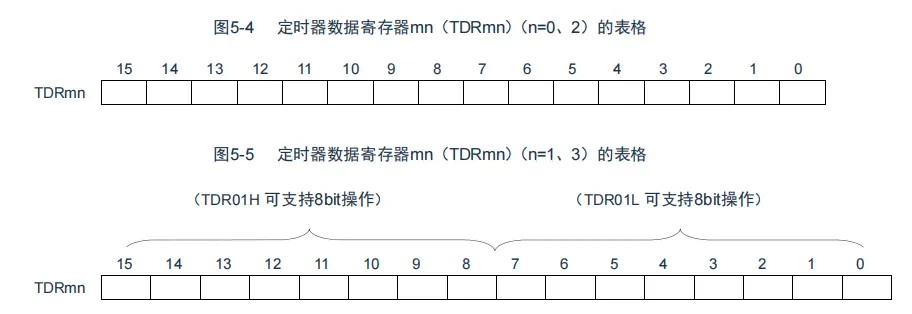 图5-4 定时器数据寄存器mn（TDRmn）（n=0、2）的表格
15 14 13 12 11 10 9 8 7 6 5 4 3 2 1 0
TDRmn
图5-5 定时器数据寄存器mn（TDRmn）（n=1、3）的表格
（TDR01H 可支持8bit操作） （TDR01L 可支持8bit操作）
15 14 13 12 11 10 9 8 7 6 5 4 3 2 1 0
TDRmn